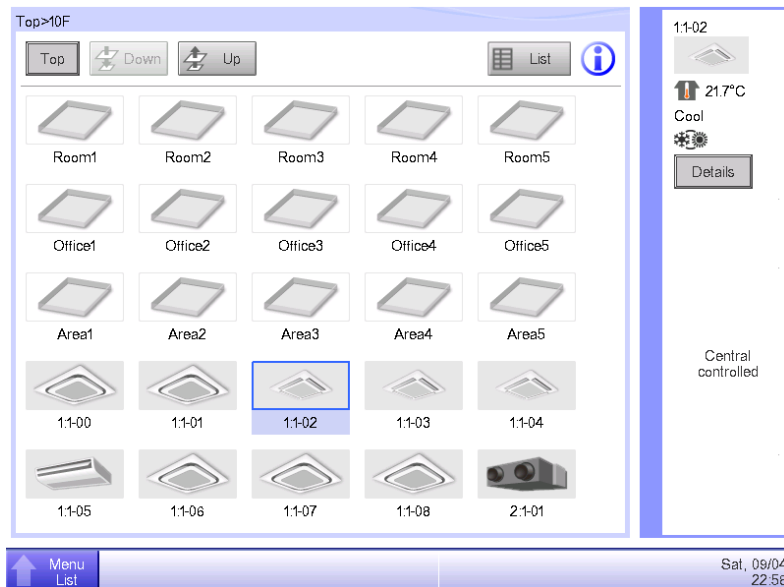 Top>10F
Top
Down
Up
List
Room1 Room2 Room3 Room4 Room5
Office1 Office2 Office3 Office4 Office5
Area1 Area2 Area3 Area4 Area5
1:1-00 1:1-01 1:1-02 1:1-03 1:1-04
1:1-05 1:1-06 1:1-07 1:1-08 2:1-01
1:1-02
21.7°C
Cool
Details
Central
controlled
Menu
List
Sat, 09/04